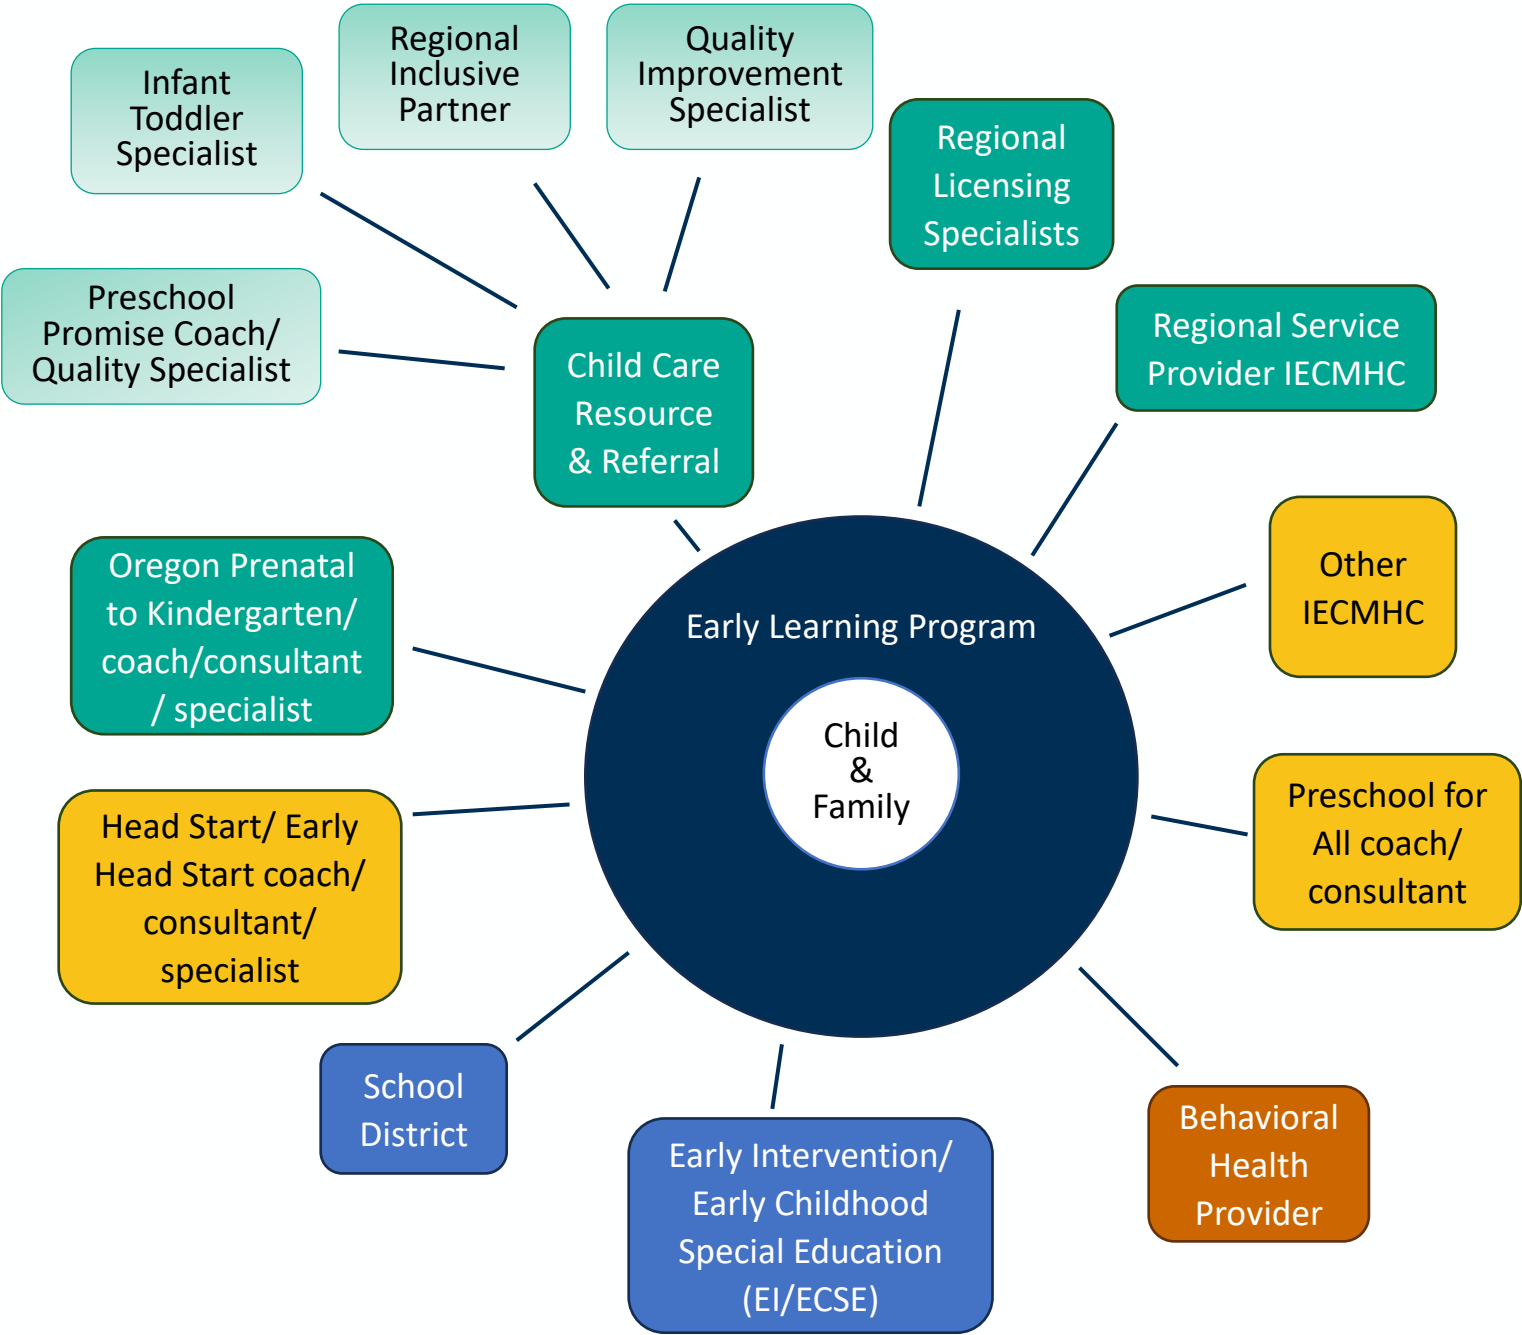 Infant
Toddler
Specialist
Regional
Inclusive
Partner
Quality
Improvement
Specialist
Regional
Licensing
Specialists
Preschool
Promise Coach/
Quality Specialist
Child Care
Resource
& Referral
Regional Service
Provider IECMHC
Other
IECMHC
Oregon Prenatal
to Kindergarten/
coach/consultant
/ specialist
Early Learning Program
Child
&
Family
Preschool for
All coach/
consultant
Head Start/ Early
Head Start coach/
consultant/
specialist
School
District
Early Intervention/
Early Childhood
Special Education
(EI/ECSE)
Behavioral
Health
Provider